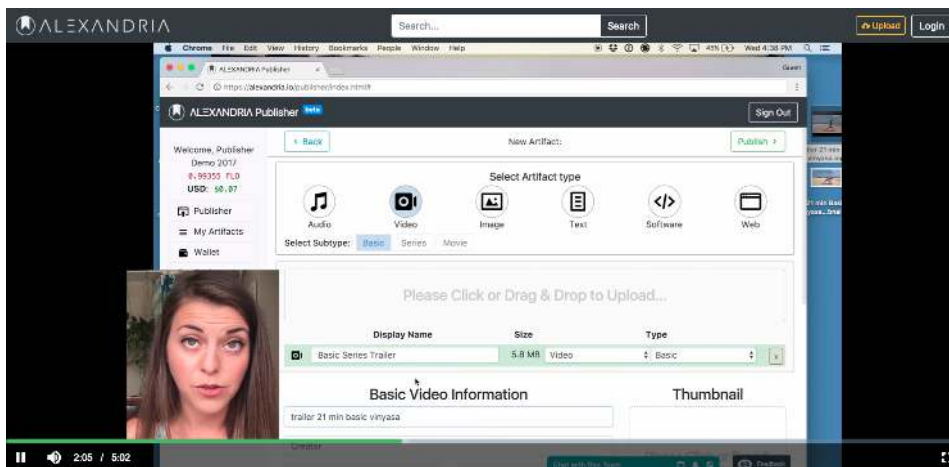 ALEXANDRIA
Search...
Search
Upload
Login
Chrome File Edit View History Bookmarks People Window Help
45% Wed 4:38 PM
ALEXANDRIA Publisher
Guest
https://alexandria.io/publisher/index.html#
ALEXANDRIA Publisher beta
Sign Out
Welcome, Publisher
Demo 2017
0.99355 FLO
USD: $0.07
Publisher
My Artifacts
Wallet
Back
New Artifact:
Publish
Select Artifact type
Audio
Video
Image
Text
Software
Web
Select Subtype: Basic Series Movie
Please Click or Drag & Drop to Upload...
Display Name Size Type
Basic Series Trailer 5.8 MB Video Basic x
Basic Video Information
Thumbnail
trailer 21 min basic vinyasa
Creator
Feedback
2:05 / 5:02